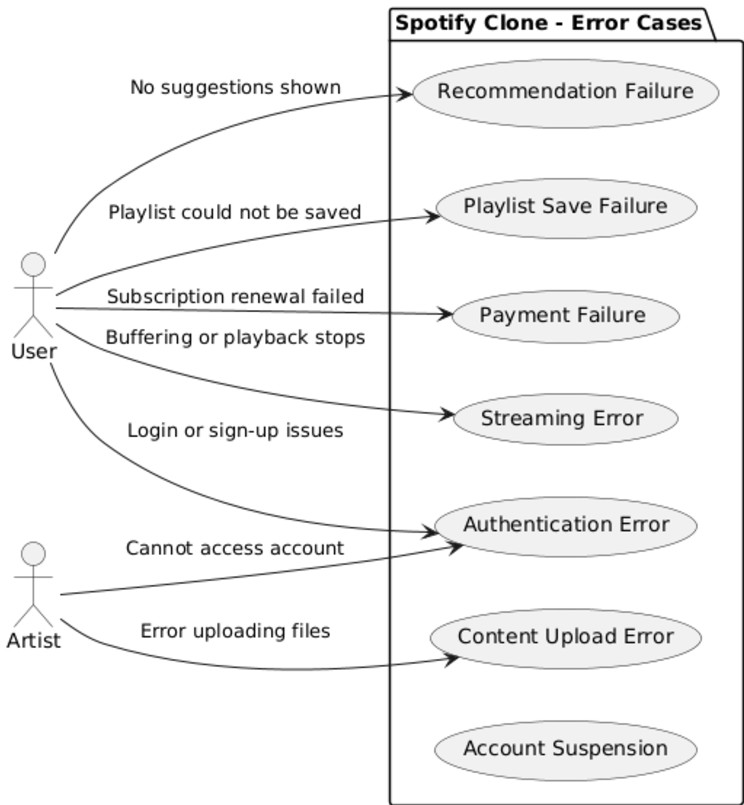 Spotify Clone - Error Cases
No suggestions shown
Recommendation Failure
Playlist could not be saved
Playlist Save Failure
Subscription renewal failed
Payment Failure
User
Buffering or playback stops
Streaming Error
Login or sign-up issues
Authentication Error
Cannot access account
Artist
Error uploading files
Content Upload Error
Account Suspension